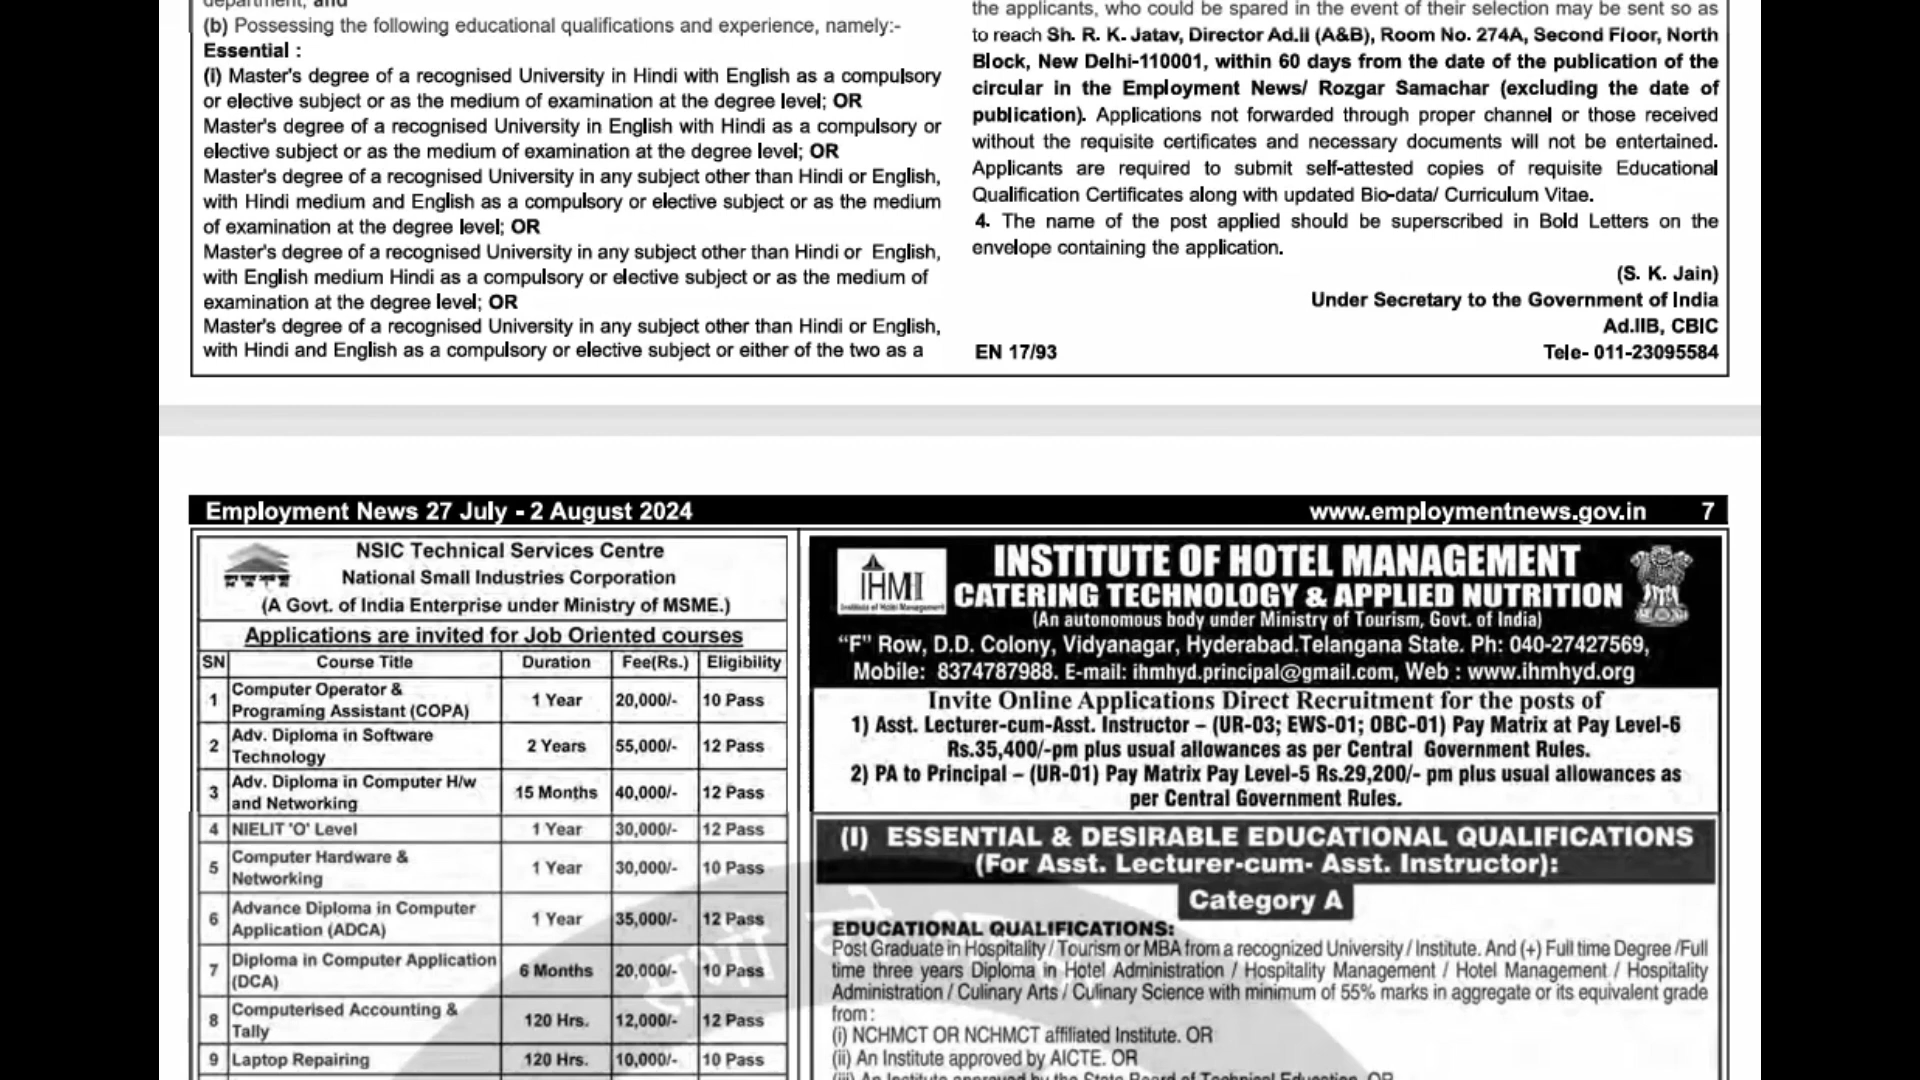 department; and
(b) Possessing the following educational qualifications and experience, namely:-
Essential :
(i) Master's degree of a recognised University in Hindi with English as a compulsory
or elective subject or as the medium of examination at the degree level; OR
Master's degree of a recognised University in English with Hindi as a compulsory or
elective subject or as the medium of examination at the degree level; OR
Master's degree of a recognised University in any subject other than Hindi or English,
with Hindi medium and English as a compulsory or elective subject or as the medium
of examination at the degree level; OR
Master's degree of a recognised University in any subject other than Hindi or English,
with English medium Hindi as a compulsory or elective subject or as the medium of
examination at the degree level; OR
Master's degree of a recognised University in any subject other than Hindi or English,
with Hindi and English as a compulsory or elective subject or either of the two as a
the applicants, who could be spared in the event of their selection may be sent so as
to reach Sh. R. K. Jatav, Director Ad.II (A&B), Room No. 274A, Second Floor, North
Block, New Delhi-110001, within 60 days from the date of the publication of the
circular in the Employment News/ Rozgar Samachar (excluding the date of
publication). Applications not forwarded through proper channel or those received
without the requisite certificates and necessary documents will not be entertained.
Applicants are required to submit self-attested copies of requisite Educational
Qualification Certificates along with updated Bio-data/ Curriculum Vitae.
4. The name of the post applied should be superscribed in Bold Letters on the
envelope containing the application.
(S. K. Jain)
Under Secretary to the Government of India
Ad.IIB, CBIC
EN 17/93 Tele- 011-23095584
Employment News 27 July - 2 August 2024 www.employmentnews.gov.in 7
NSIC Technical Services Centre
National Small Industries Corporation
(A Govt. of India Enterprise under Ministry of MSME.)
Applications are invited for Job Oriented courses
SN Course Title Duration Fee(Rs.) Eligibility
1 Computer Operator & Programing Assistant (COPA) 1 Year 20,000/- 10 Pass
2 Adv. Diploma in Software Technology 2 Years 55,000/- 12 Pass
3 Adv. Diploma in Computer H/w and Networking 15 Months 40,000/- 12 Pass
4 NIELIT 'O' Level 1 Year 30,000/- 12 Pass
5 Computer Hardware & Networking 1 Year 30,000/- 10 Pass
6 Advance Diploma in Computer Application (ADCA) 1 Year 35,000/- 12 Pass
7 Diploma in Computer Application (DCA) 6 Months 20,000/- 10 Pass
8 Computerised Accounting & Tally 120 Hrs. 12,000/- 12 Pass
9 Laptop Repairing 120 Hrs. 10,000/- 10 Pass
IHM
Institute of Hotel Management
INSTITUTE OF HOTEL MANAGEMENT
CATERING TECHNOLOGY & APPLIED NUTRITION
(An autonomous body under Ministry of Tourism, Govt. of India)
“F” Row, D.D. Colony, Vidyanagar, Hyderabad.Telangana State. Ph: 040-27427569,
Mobile: 8374787988. E-mail: ihmhyd.principal@gmail.com, Web : www.ihmhyd.org
Invite Online Applications Direct Recruitment for the posts of
1) Asst. Lecturer-cum-Asst. Instructor – (UR-03; EWS-01; OBC-01) Pay Matrix at Pay Level-6
Rs.35,400/-pm plus usual allowances as per Central Government Rules.
2) PA to Principal – (UR-01) Pay Matrix Pay Level-5 Rs.29,200/- pm plus usual allowances as
per Central Government Rules.
(I) ESSENTIAL & DESIRABLE EDUCATIONAL QUALIFICATIONS
(For Asst. Lecturer-cum- Asst. Instructor):
Category A
EDUCATIONAL QUALIFICATIONS:
Post Graduate in Hospitality / Tourism or MBA from a recognized University / Institute. And (+) Full time Degree /Full
time three years Diploma in Hotel Administration / Hospitality Management / Hotel Management / Hospitality
Administration / Culinary Arts / Culinary Science with minimum of 55% marks in aggregate or its equivalent grade
from :
(i) NCHMCT OR NCHMCT affiliated Institute. OR
(ii) An Institute approved by AICTE. OR
(iii) An Institute approved by the State Board of Technical Education. OR